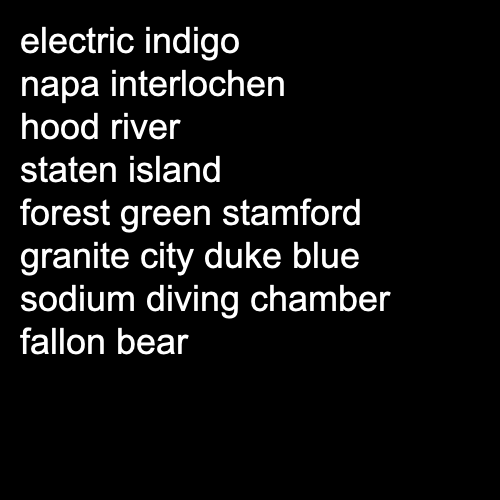 electric indigo
napa interlochen
hood river
staten island
forest green stamford
granite city duke blue
sodium diving chamber
fallon bear